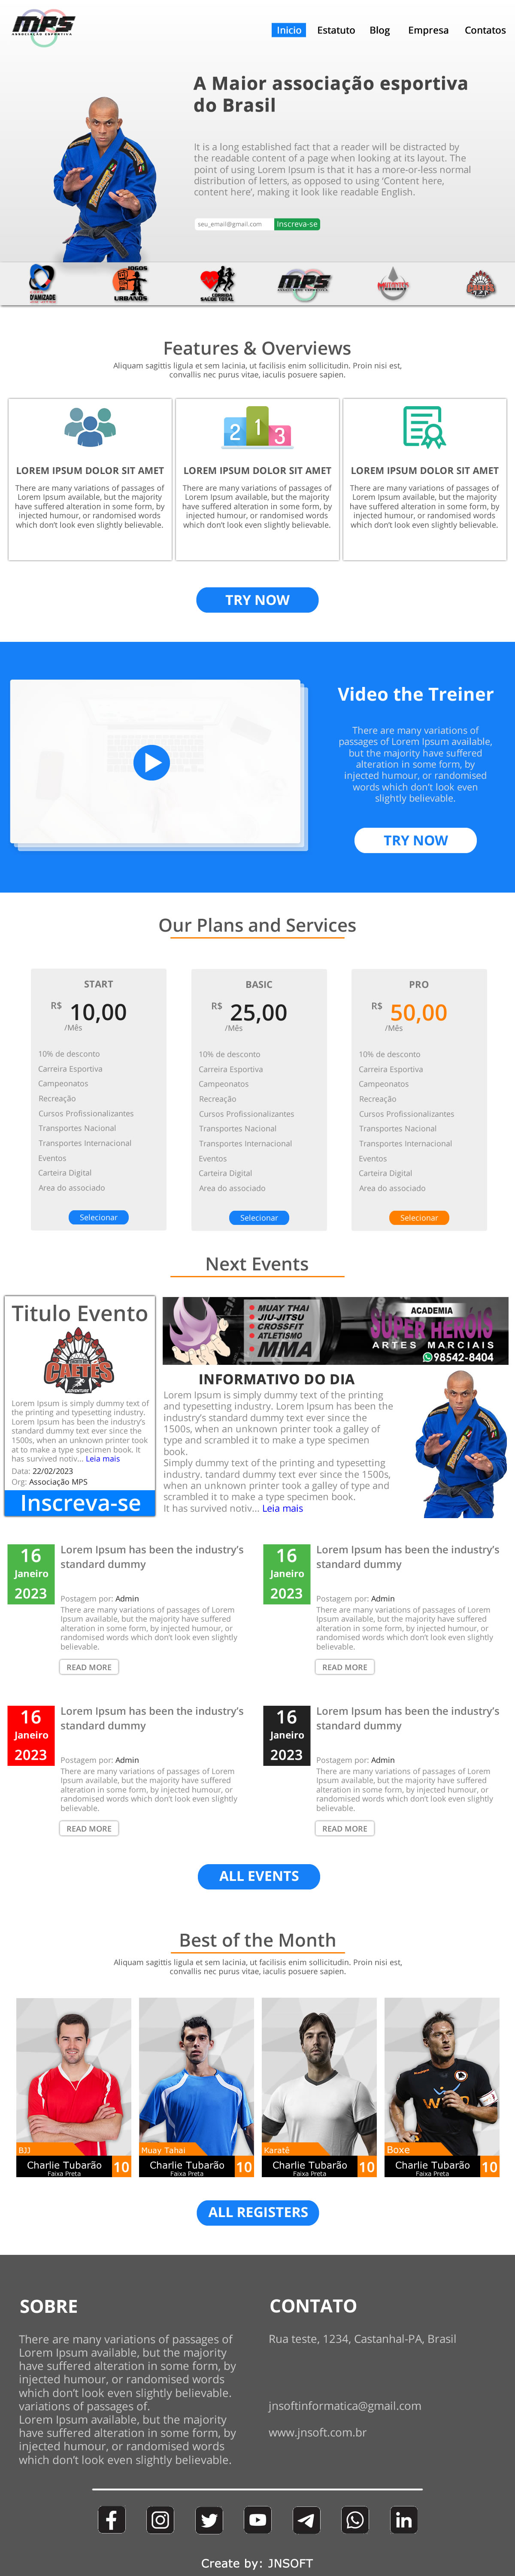 MPS
ASSOCIAÇÃO ESPORTIVA
Inicio Estatuto Blog Empresa Contatos
A Maior associação esportiva
do Brasil
It is a long established fact that a reader will be distracted by
the readable content of a page when looking at its layout. The
point of using Lorem Ipsum is that it has a more-or-less normal
distribution of letters, as opposed to using ‘Content here,
content here’, making it look like readable English.
seu_email@gmail.com Inscreva-se
D'AMIZADE
JOGOS
URBANOS
CORRIDA
SAÚDE TOTAL
MPS
Features & Overviews
Aliquam sagittis ligula et sem lacinia, ut facilisis enim sollicitudin. Proin nisi est,
convallis nec purus vitae, iaculis posuere sapien.
2 1 3
LOREM IPSUM DOLOR SIT AMET
There are many variations of passages of
Lorem Ipsum available, but the majority
have suffered alteration in some form, by
injected humour, or randomised words
which don’t look even slightly believable.
LOREM IPSUM DOLOR SIT AMET
There are many variations of passages of
Lorem Ipsum available, but the majority
have suffered alteration in some form, by
injected humour, or randomised words
which don’t look even slightly believable.
LOREM IPSUM DOLOR SIT AMET
There are many variations of passages of
Lorem Ipsum available, but the majority
have suffered alteration in some form, by
injected humour, or randomised words
which don’t look even slightly believable.
TRY NOW
Video the Treiner
There are many variations of
passages of Lorem Ipsum available,
but the majority have suffered
alteration in some form, by
injected humour, or randomised
words which don’t look even
slightly believable.
TRY NOW
Our Plans and Services
START
R$ 10,00
/Mês
10% de desconto
Carreira Esportiva
Campeonatos
Recreação
Cursos Profissionalizantes
Transportes Nacional
Transportes Internacional
Eventos
Carteira Digital
Area do associado
Selecionar
BASIC
R$ 25,00
/Mês
10% de desconto
Carreira Esportiva
Campeonatos
Recreação
Cursos Profissionalizantes
Transportes Nacional
Transportes Internacional
Eventos
Carteira Digital
Area do associado
Selecionar
PRO
R$ 50,00
/Mês
10% de desconto
Carreira Esportiva
Campeonatos
Recreação
Cursos Profissionalizantes
Transportes Nacional
Transportes Internacional
Eventos
Carteira Digital
Area do associado
Selecionar
Next Events
Titulo Evento
CAETES
Lorem Ipsum is simply dummy text of
the printing and typesetting industry.
Lorem Ipsum has been the industry’s
standard dummy text ever since the
1500s, when an unknown printer took
at to make a type specimen book. It
has survived notiv... Leia mais
Data: 22/02/2023
Org: Associação MPS
Inscreva-se
MUAY THAI
JIU-JITSU
CROSSFIT
ATLETISMO
MMA
ACADEMIA
SUPER HEROIS
ARTES MARCIAIS
98542-8404
INFORMATIVO DO DIA
Lorem Ipsum is simply dummy text of the printing
and typesetting industry. Lorem Ipsum has been the
industry’s standard dummy text ever since the
1500s, when an unknown printer took a galley of
type and scrambled it to make a type specimen
book.
Simply dummy text of the printing and typesetting
industry. tandard dummy text ever since the 1500s,
when an unknown printer took a galley of type and
scrambled it to make a type specimen book.
It has survived notiv... Leia mais
16
Janeiro
2023
Lorem Ipsum has been the industry’s
standard dummy
Postagem por: Admin
There are many variations of passages of Lorem
Ipsum available, but the majority have suffered
alteration in some form, by injected humour, or
randomised words which don’t look even slightly
believable.
READ MORE
16
Janeiro
2023
Lorem Ipsum has been the industry’s
standard dummy
Postagem por: Admin
There are many variations of passages of Lorem
Ipsum available, but the majority have suffered
alteration in some form, by injected humour, or
randomised words which don’t look even slightly
believable.
READ MORE
16
Janeiro
2023
Lorem Ipsum has been the industry’s
standard dummy
Postagem por: Admin
There are many variations of passages of Lorem
Ipsum available, but the majority have suffered
alteration in some form, by injected humour, or
randomised words which don’t look even slightly
believable.
READ MORE
16
Janeiro
2023
Lorem Ipsum has been the industry’s
standard dummy
Postagem por: Admin
There are many variations of passages of Lorem
Ipsum available, but the majority have suffered
alteration in some form, by injected humour, or
randomised words which don’t look even slightly
believable.
READ MORE
ALL EVENTS
Best of the Month
Aliquam sagittis ligula et sem lacinia, ut facilisis enim sollicitudin. Proin nisi est,
convallis nec purus vitae, iaculis posuere sapien.
BJJ
Charlie Tubarão
Faixa Preta
10
Muay Tahai
Charlie Tubarão
Faixa Preta
10
Karatê
Charlie Tubarão
Faixa Preta
10
Boxe
Charlie Tubarão
Faixa Preta
10
ALL REGISTERS
SOBRE
There are many variations of passages of
Lorem Ipsum available, but the majority
have suffered alteration in some form, by
injected humour, or randomised words
which don’t look even slightly believable.
variations of passages of.
Lorem Ipsum available, but the majority
have suffered alteration in some form, by
injected humour, or randomised words
which don’t look even slightly believable.
CONTATO
Rua teste, 1234, Castanhal-PA, Brasil
jnsoftinformatica@gmail.com
www.jnsoft.com.br
Create by: JNSOFT